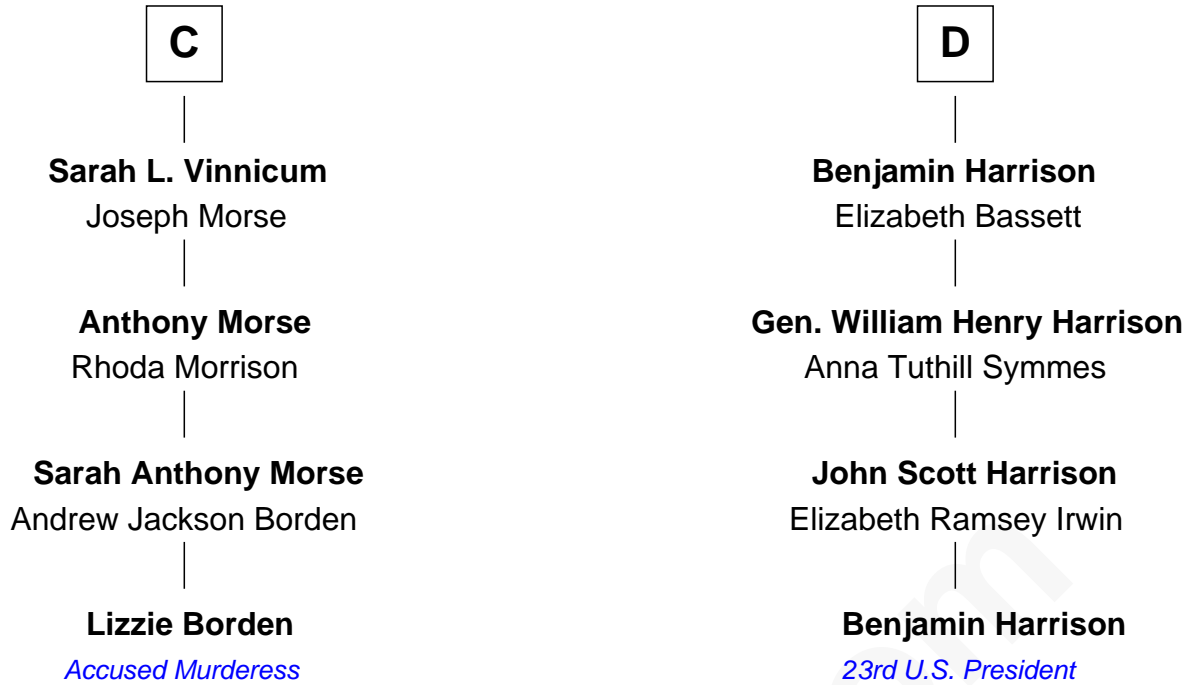 C
Sarah L. Vinnicum
Joseph Morse
Anthony Morse
Rhoda Morrison
Sarah Anthony Morse
Andrew Jackson Borden
Lizzie Borden
Accused Murderess
D
Benjamin Harrison
Elizabeth Bassett
Gen. William Henry Harrison
Anna Tuthill Symmes
John Scott Harrison
Elizabeth Ramsey Irwin
Benjamin Harrison
23rd U.S. President
om